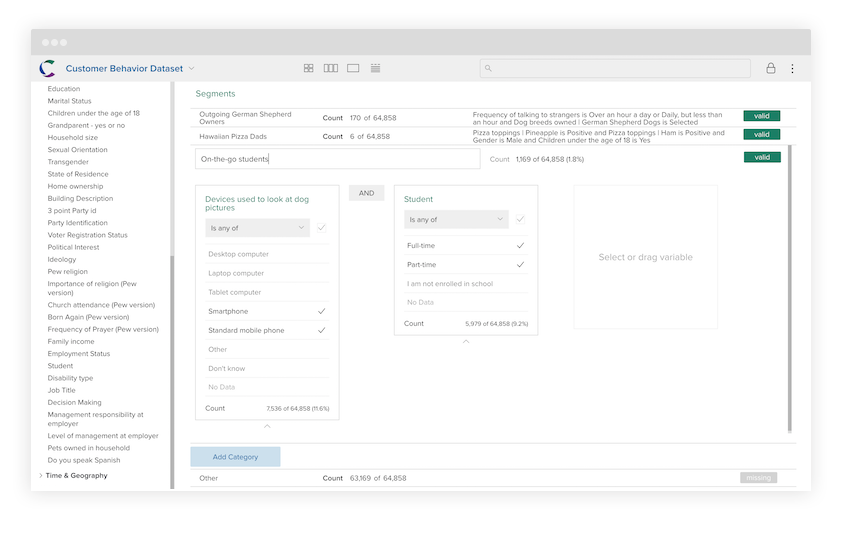 Customer Behavior Dataset
Education
Marital Status
Children under the age of 18
Grandparent - yes or no
Household size
Sexual Orientation
Transgender
State of Residence
Home ownership
Building Description
3 point Party id
Party Identification
Voter Registration Status
Political Interest
Ideology
Pew religion
Importance of religion (Pew
version)
Church attendance (Pew version)
Born Again (Pew version)
Frequency of Prayer (Pew version)
Family income
Employment Status
Student
Disability type
Job Title
Decision Making
Management responsibility at
employer
Level of management at employer
Pets owned in household
Do you speak Spanish
Time & Geography
Segments
Outgoing German Shepherd
Owners
Count 170 of 64,858
Frequency of talking to strangers is Over an hour a day or Daily, but less than
an hour and Dog breeds owned | German Shepherd Dogs is Selected
valid
Hawaiian Pizza Dads
Count 6 of 64,858
Pizza toppings | Pineapple is Positive and Pizza toppings | Ham is Positive and
Gender is Male and Children under the age of 18 is Yes
valid
On-the-go students
Count 1,169 of 64,858 (1.8%)
valid
Devices used to look at dog
pictures
Is any of
Desktop computer
Laptop computer
Tablet computer
Smartphone
Standard mobile phone
Other
Don't know
No Data
Count 7,536 of 64,858 (11.6%)
AND
Student
Is any of
Full-time
Part-time
I am not enrolled in school
No Data
Count 5,979 of 64,858 (9.2%)
Select or drag variable
Add Category
Other
Count 63,169 of 64,858
missing